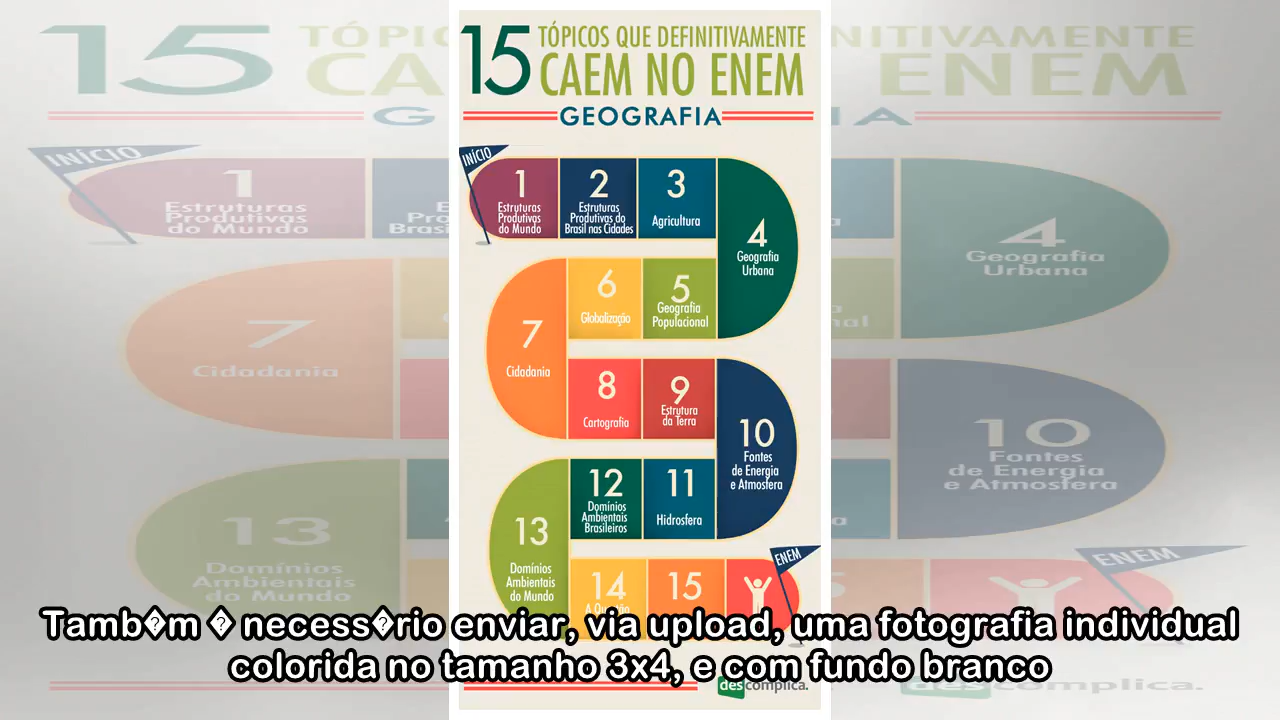 15 TÓPICOS QUE DEFINITIVAMENTE
CAEM NO ENEM
GEOGRAFIA
INÍCIO
1
Estruturas
Produtivas
do Mundo
2
Estruturas
Produtivas do
Brasil nas Cidades
3
Agricultura
4
Geografia
Urbana
5
Geografia
Populacional
6
Globalização
7
Cidadania
8
Cartografia
9
Estrutura
da Terra
10
Fontes
de Energia
e Atmosfera
11
Hidrosfera
12
Domínios
Ambientais
Brasileiros
13
Domínios
Ambientais
do Mundo
14
15
ENEM
Tamb�m � necess�rio enviar, via upload, uma fotografia individual
colorida no tamanho 3x4, e com fundo branco
descomplica.